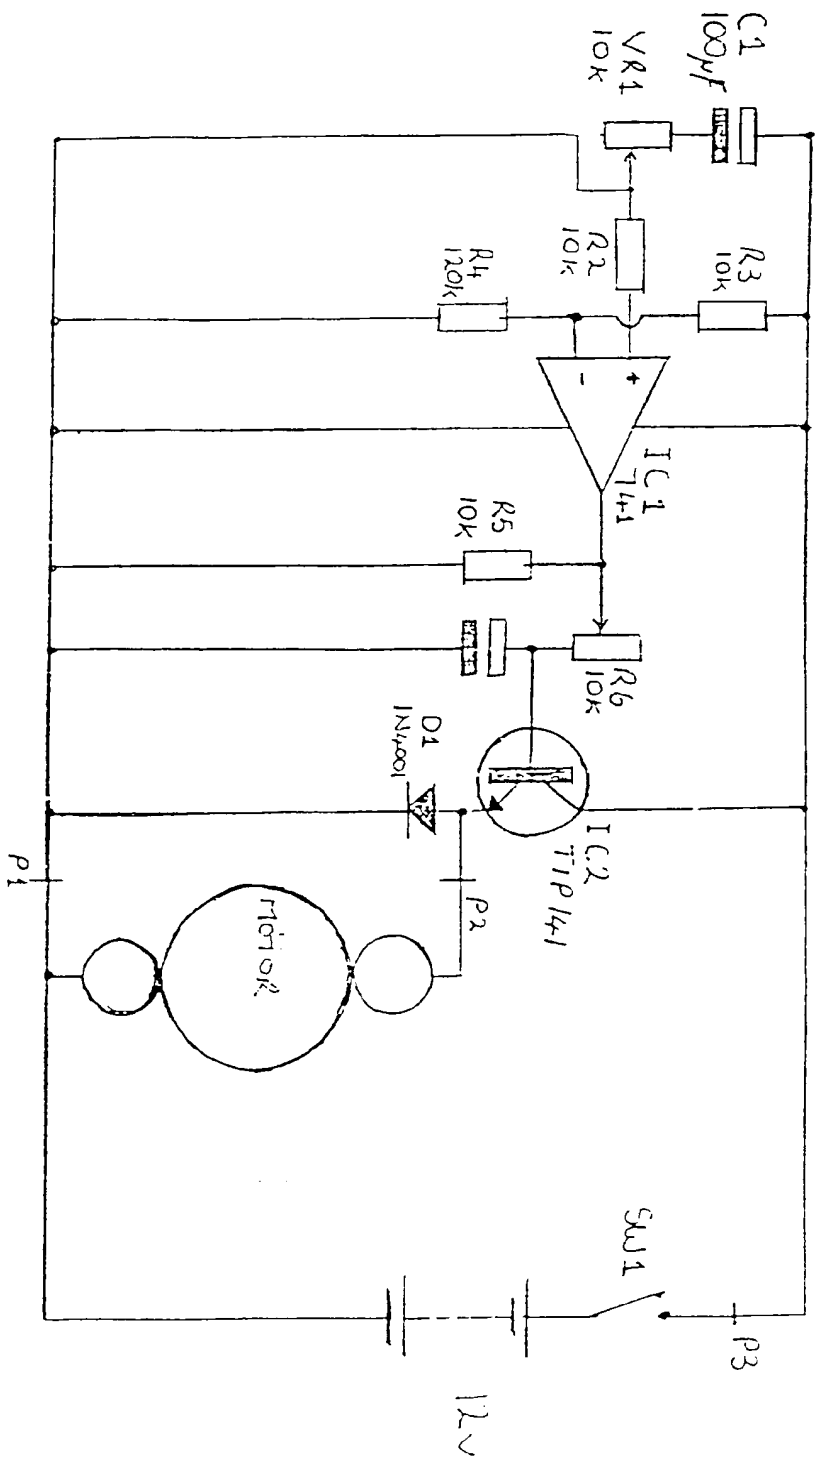 C1
100µF
VR1
10K
R2
10K
R3
10K
R4
120K
+
-
IC1
741
R5
10K
R6
10K
IC2
TIP141
D1
1N4001
P1
P2
MOTOR
SW1
P3
12v